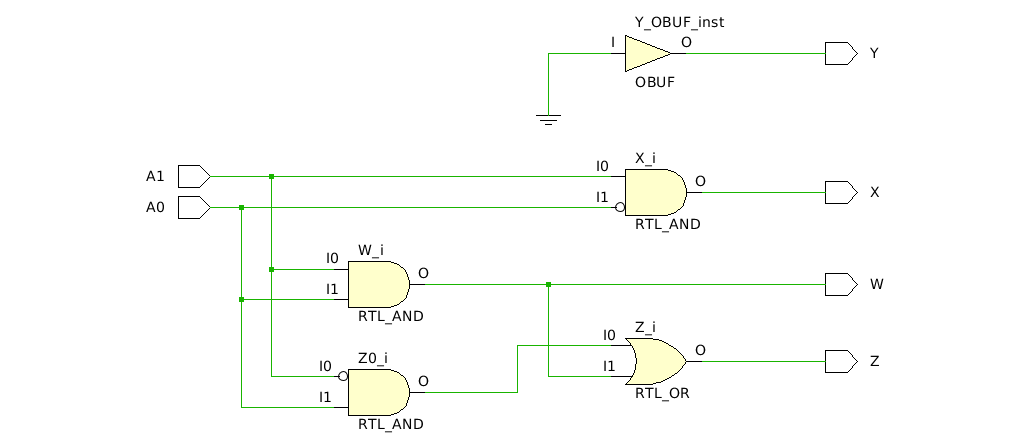 Y_OBUF_inst
I
O
Y
OBUF
X_i
A1
I0
O
X
A0
I1
RTL_AND
W_i
I0
O
W
I1
RTL_AND
Z_i
I0
O
Z
I1
RTL_OR
Z0_i
I0
O
I1
RTL_AND